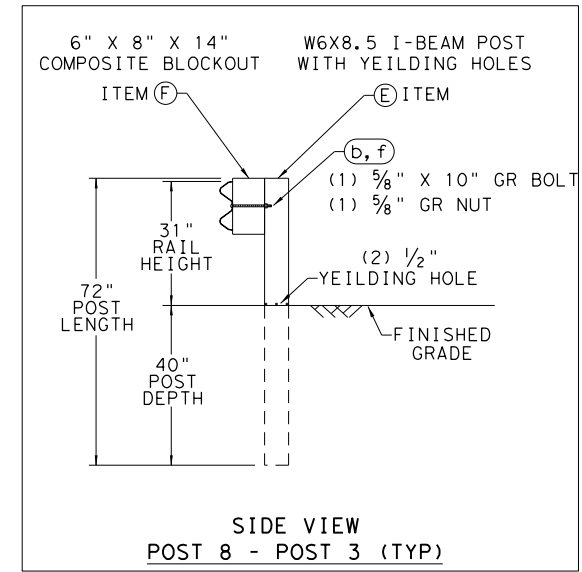 6" X 8" X 14"
COMPOSITE BLOCKOUT
ITEM F
W6X8.5 I-BEAM POST
WITH YEILDING HOLES
E ITEM
b, f
(1) 5/8" X 10" GR BOLT
(1) 5/8" GR NUT
31"
RAIL
HEIGHT
(2) 1/2"
YEILDING HOLE
72"
POST
LENGTH
FINISHED
GRADE
40"
POST
DEPTH
SIDE VIEW
POST 8 - POST 3 (TYP)